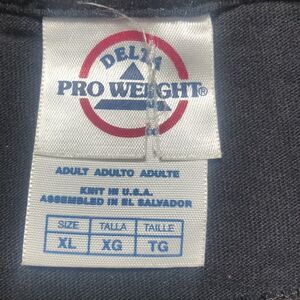 DELTA
PRO WEIGHT®
ADULT ADULTO ADULTE
KNIT IN U.S.A.
ASSEMBLED IN EL SALVADOR
SIZE TALLA TAILLE
XL XG TG